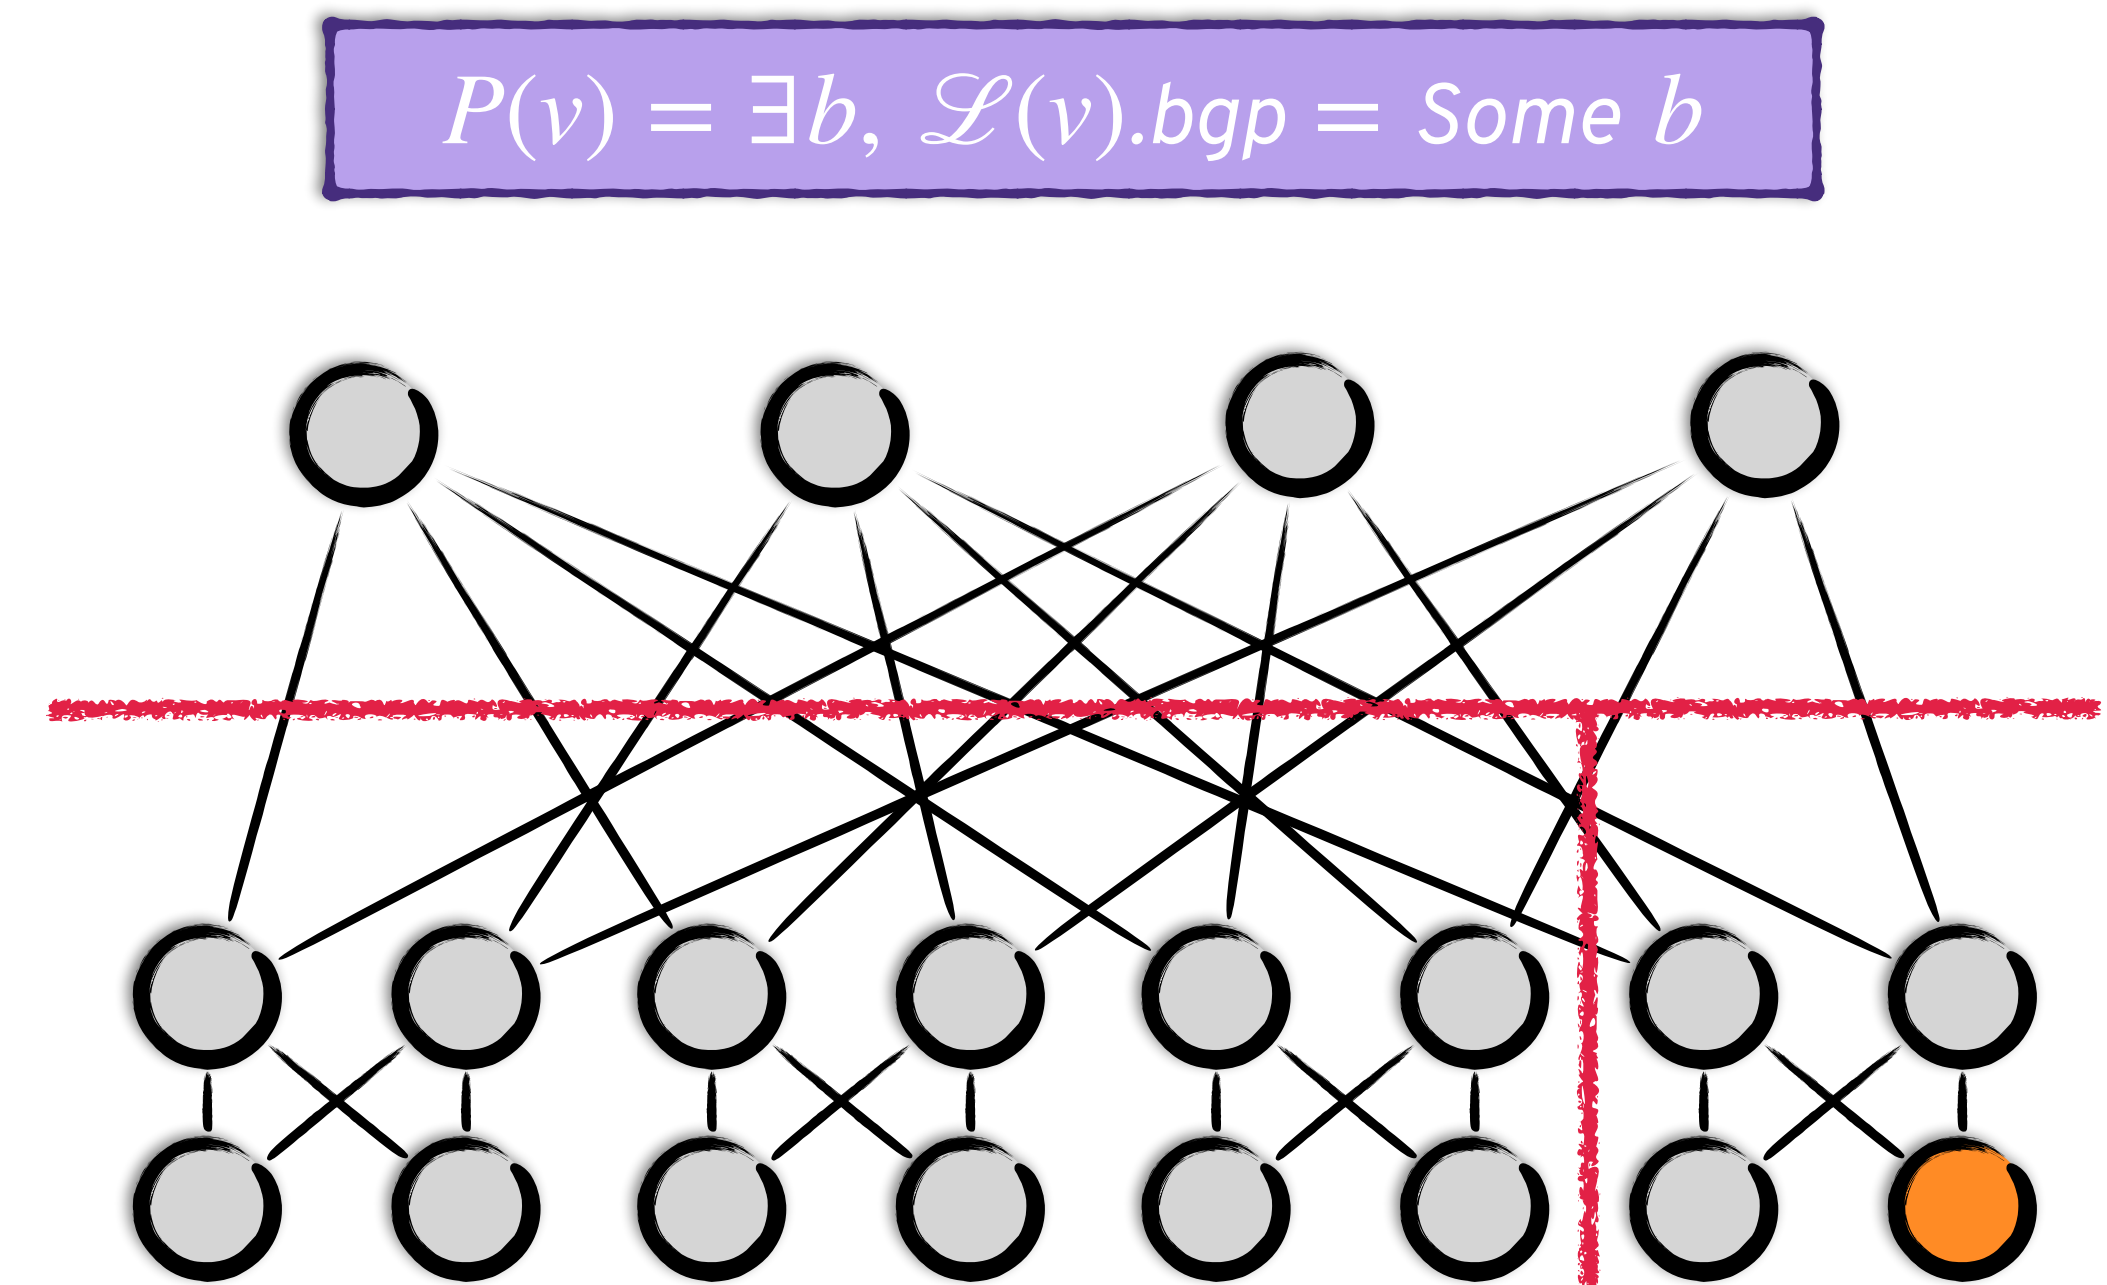 P(v) = ∃b, ℒ(v).bgp = Some b